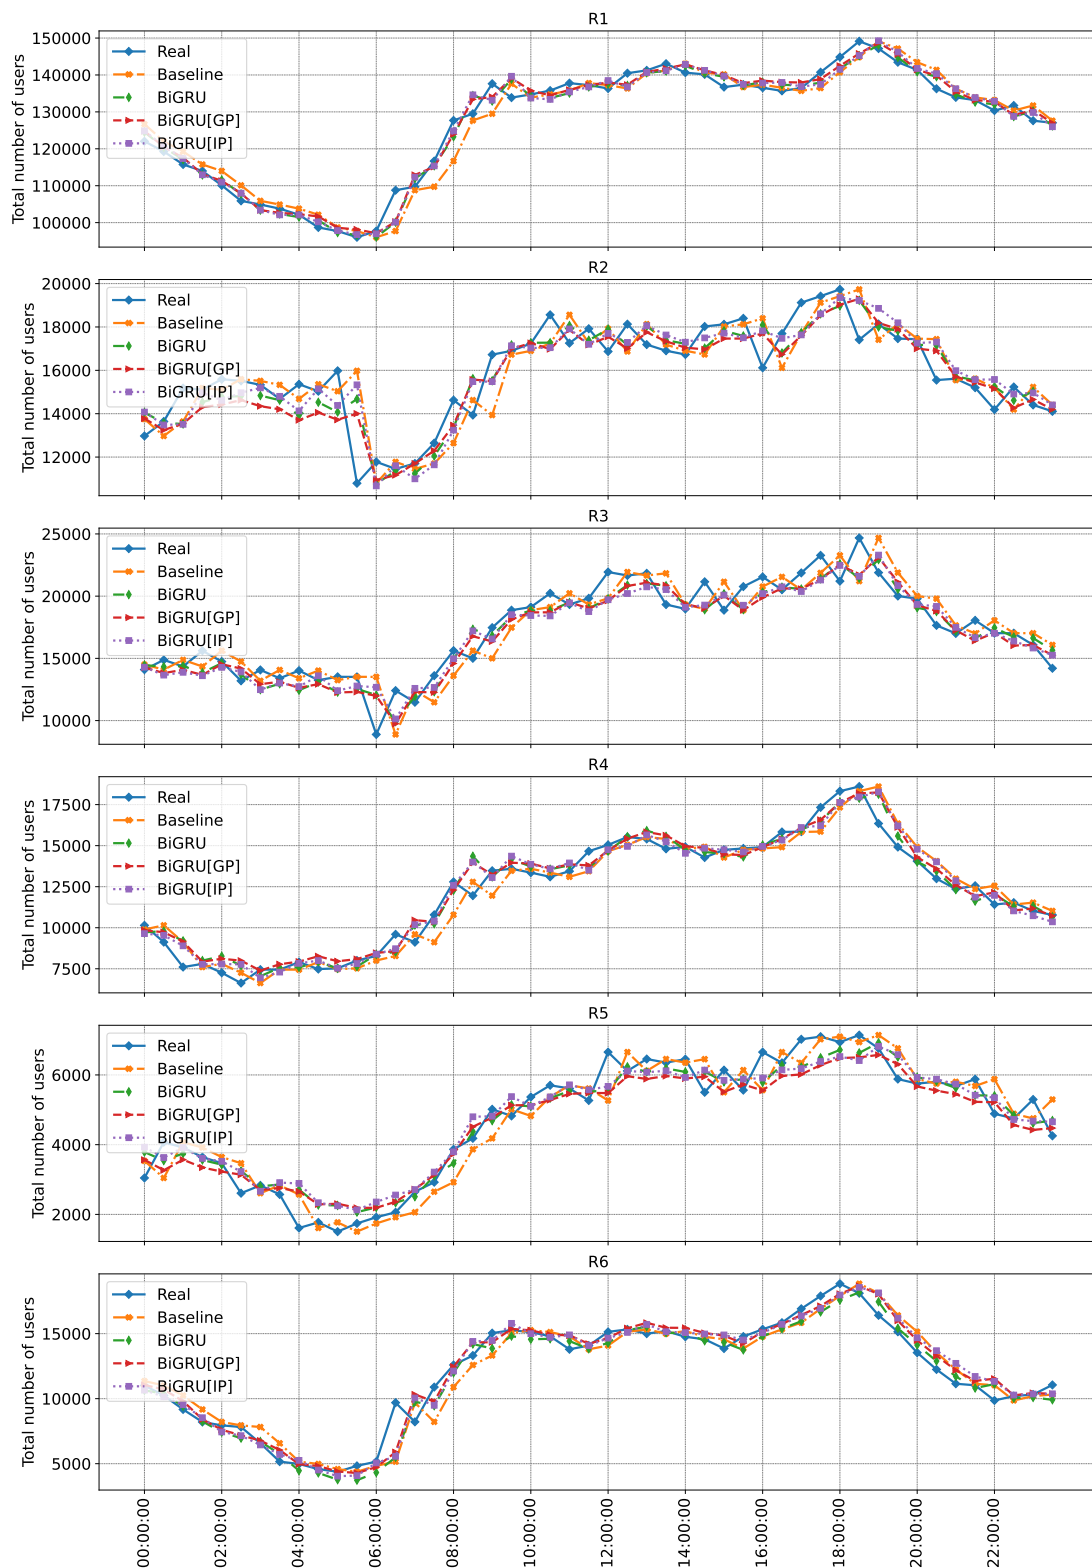 R1
150000
140000
130000
120000
110000
100000
Total number of users
Real
Baseline
BiGRU
BiGRU[GP]
BiGRU[IP]
R2
20000
18000
16000
14000
12000
Total number of users
Real
Baseline
BiGRU
BiGRU[GP]
BiGRU[IP]
R3
25000
20000
15000
10000
Total number of users
Real
Baseline
BiGRU
BiGRU[GP]
BiGRU[IP]
R4
17500
15000
12500
10000
7500
Total number of users
Real
Baseline
BiGRU
BiGRU[GP]
BiGRU[IP]
R5
6000
4000
2000
Total number of users
Real
Baseline
BiGRU
BiGRU[GP]
BiGRU[IP]
R6
15000
10000
5000
Total number of users
Real
Baseline
BiGRU
BiGRU[GP]
BiGRU[IP]
00:00:00
02:00:00
04:00:00
06:00:00
08:00:00
10:00:00
12:00:00
14:00:00
16:00:00
18:00:00
20:00:00
22:00:00